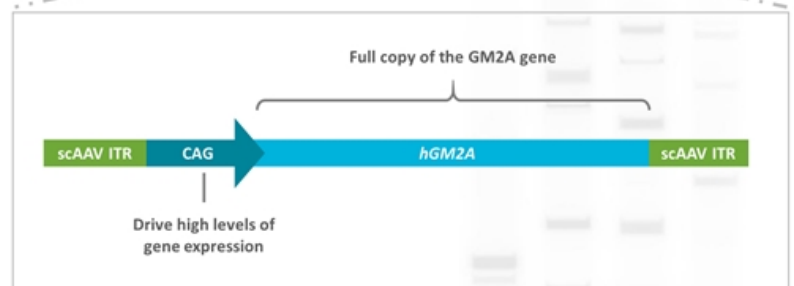 Full copy of the GM2A gene
scAAV ITR
CAG
hGM2A
scAAV ITR
Drive high levels of
gene expression